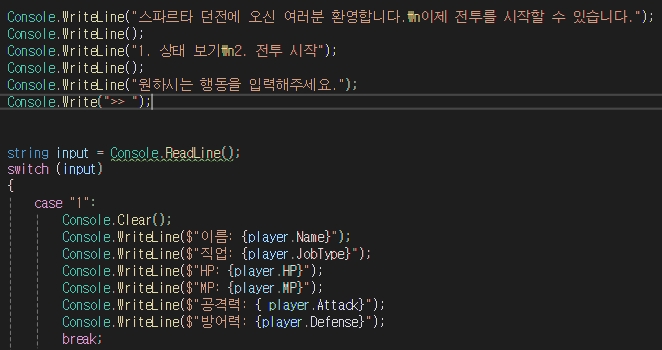 Console.WriteLine("스파르타 던전에 오신 여러분 환영합니다.₩n이제 전투를 시작할 수 있습니다.");
Console.WriteLine();
Console.WriteLine("1. 상태 보기₩n2. 전투 시작");
Console.WriteLine();
Console.WriteLine("원하시는 행동을 입력해주세요.");
Console.Write(">> ");
string input = Console.ReadLine();
switch (input)
{
case "1":
Console.Clear();
Console.WriteLine($"이름: {player.Name}");
Console.WriteLine($"직업: {player.JobType}");
Console.WriteLine($"HP: {player.HP}");
Console.WriteLine($"MP: {player.MP}");
Console.WriteLine($"공격력: { player.Attack}");
Console.WriteLine($"방어력: {player.Defense}");
break;